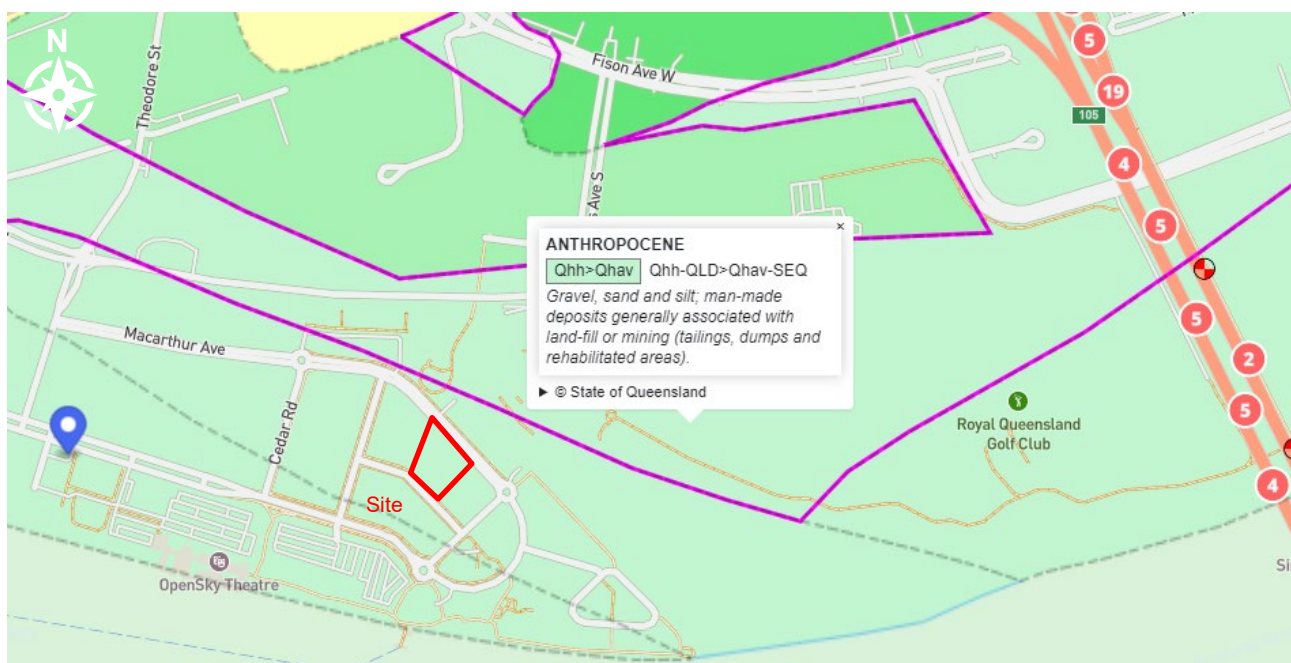 N
Theodore St
Fison Ave W
5
19
105
4
5
s Ave S
×
ANTHROPOCENE
Qhh>Qhav Qhh-QLD>Qhav-SEQ
Gravel, sand and silt; man-made
deposits generally associated with
land-fill or mining (tailings, dumps and
rehabilitated areas).
▶ © State of Queensland
Macarthur Ave
5
2
Cedar Rd
Royal Queensland
Golf Club
5
4
Site
OpenSky Theatre
Si